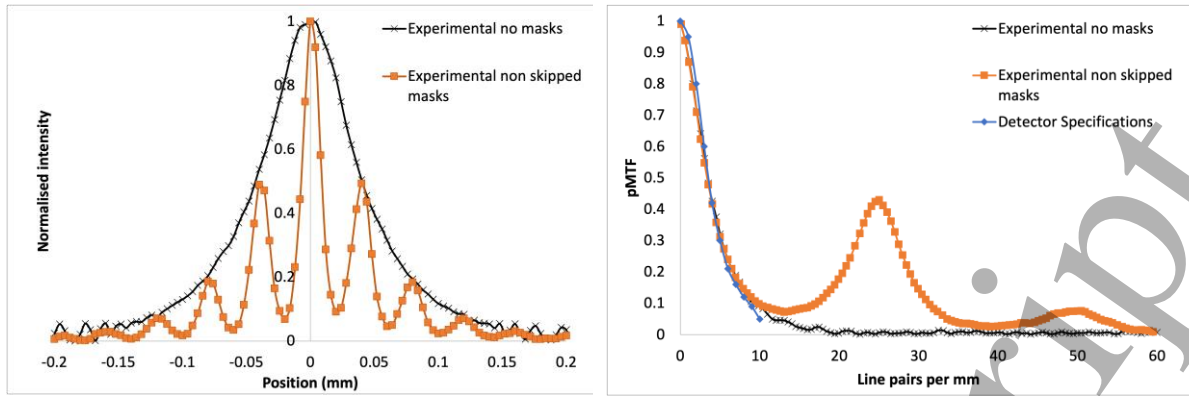 1
0.8
0.6
0.4
0.2
0
-0.2 -0.15 -0.1 -0.05 0 0.05 0.1 0.15 0.2
Normalised intensity
Position (mm)
Experimental no masks
Experimental non skipped
masks
1
0.9
0.8
0.7
0.6
0.5
0.4
0.3
0.2
0.1
0
0 10 20 30 40 50 60
pMTF
Line pairs per mm
Experimental no masks
Experimental non skipped
masks
Detector Specifications
ript